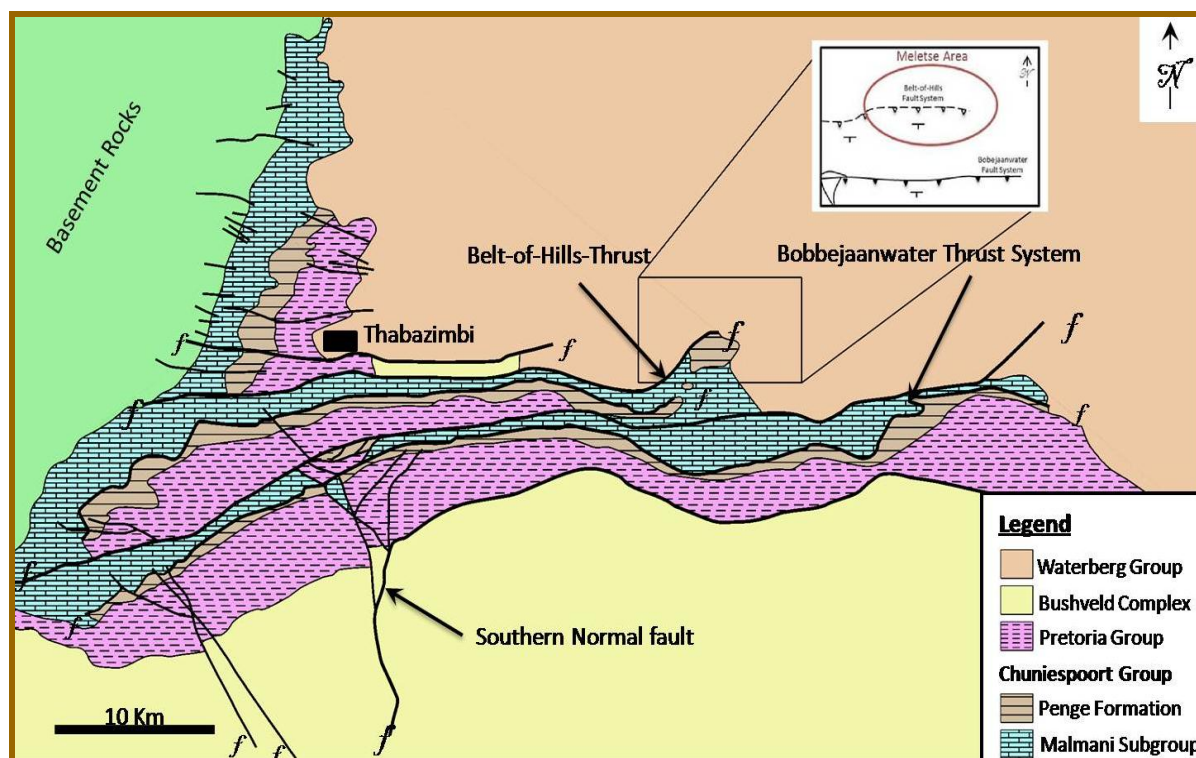 Meletse Area
N
Belt-of-Hills
Fault System
Bobejaanwater
Fault System
N
Basement Rocks
Belt-of-Hills-Thrust
Bobbejaanwater Thrust System
f
f
Thabazimbi
f
f
f
f
f
f
f
Southern Normal fault
10 Km
f
f
f
Legend
Waterberg Group
Bushveld Complex
Pretoria Group
Chuniespoort Group
Penge Formation
Malmani Subgroup